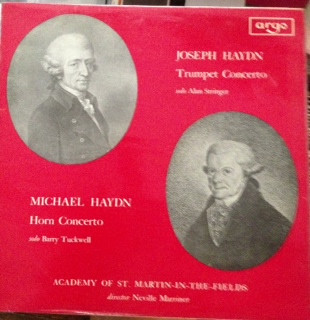 argo
JOSEPH HAYDN
Trumpet Concerto
solo Alan Stringer
MICHAEL HAYDN
Horn Concerto
solo Barry Tuckwell
ACADEMY OF ST. MARTIN-IN-THE-FIELDS
director Neville Marriner